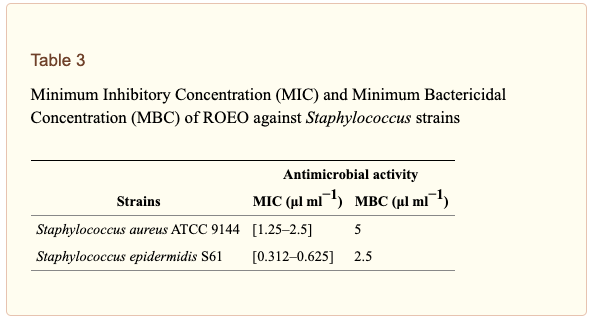 Table 3
Minimum Inhibitory Concentration (MIC) and Minimum Bactericidal
Concentration (MBC) of ROEO against Staphylococcus strains
Antimicrobial activity
Strains MIC (μl ml⁻¹) MBC (μl ml⁻¹)
Staphylococcus aureus ATCC 9144 [1.25–2.5] 5
Staphylococcus epidermidis S61 [0.312–0.625] 2.5